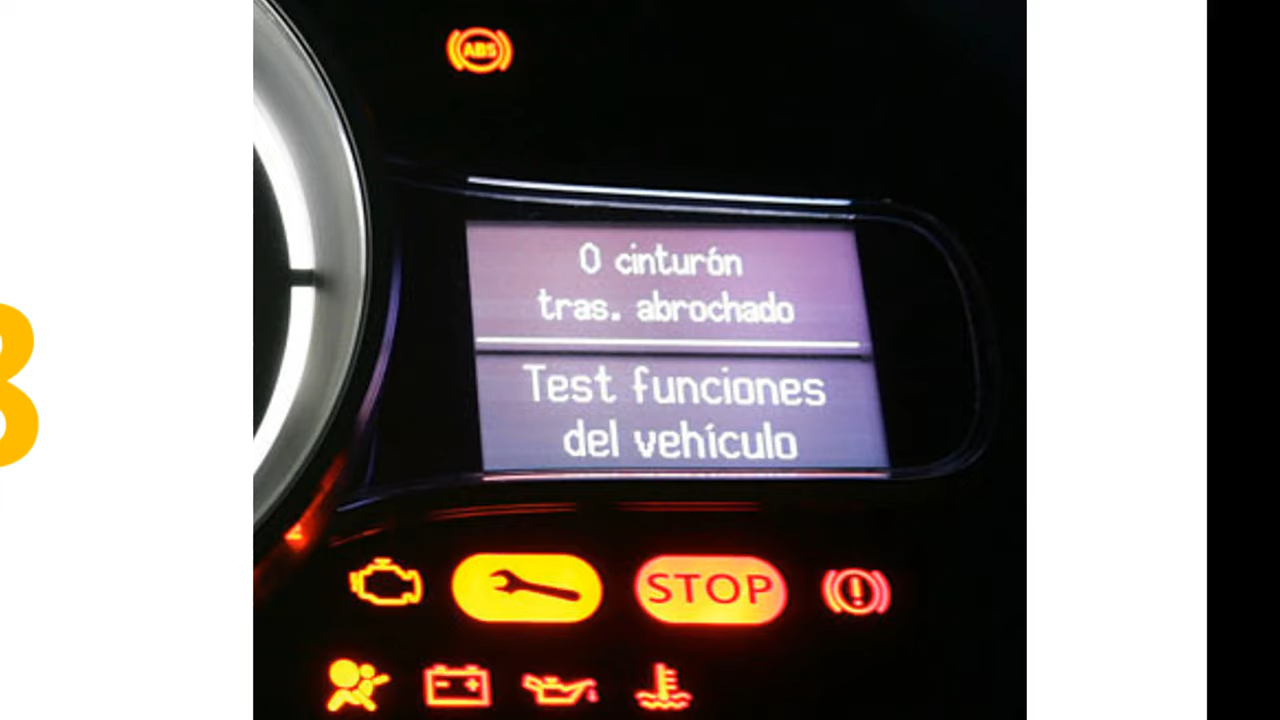 ABS
0 cinturón
tras. abrochado
Test funciones
del vehículo
STOP